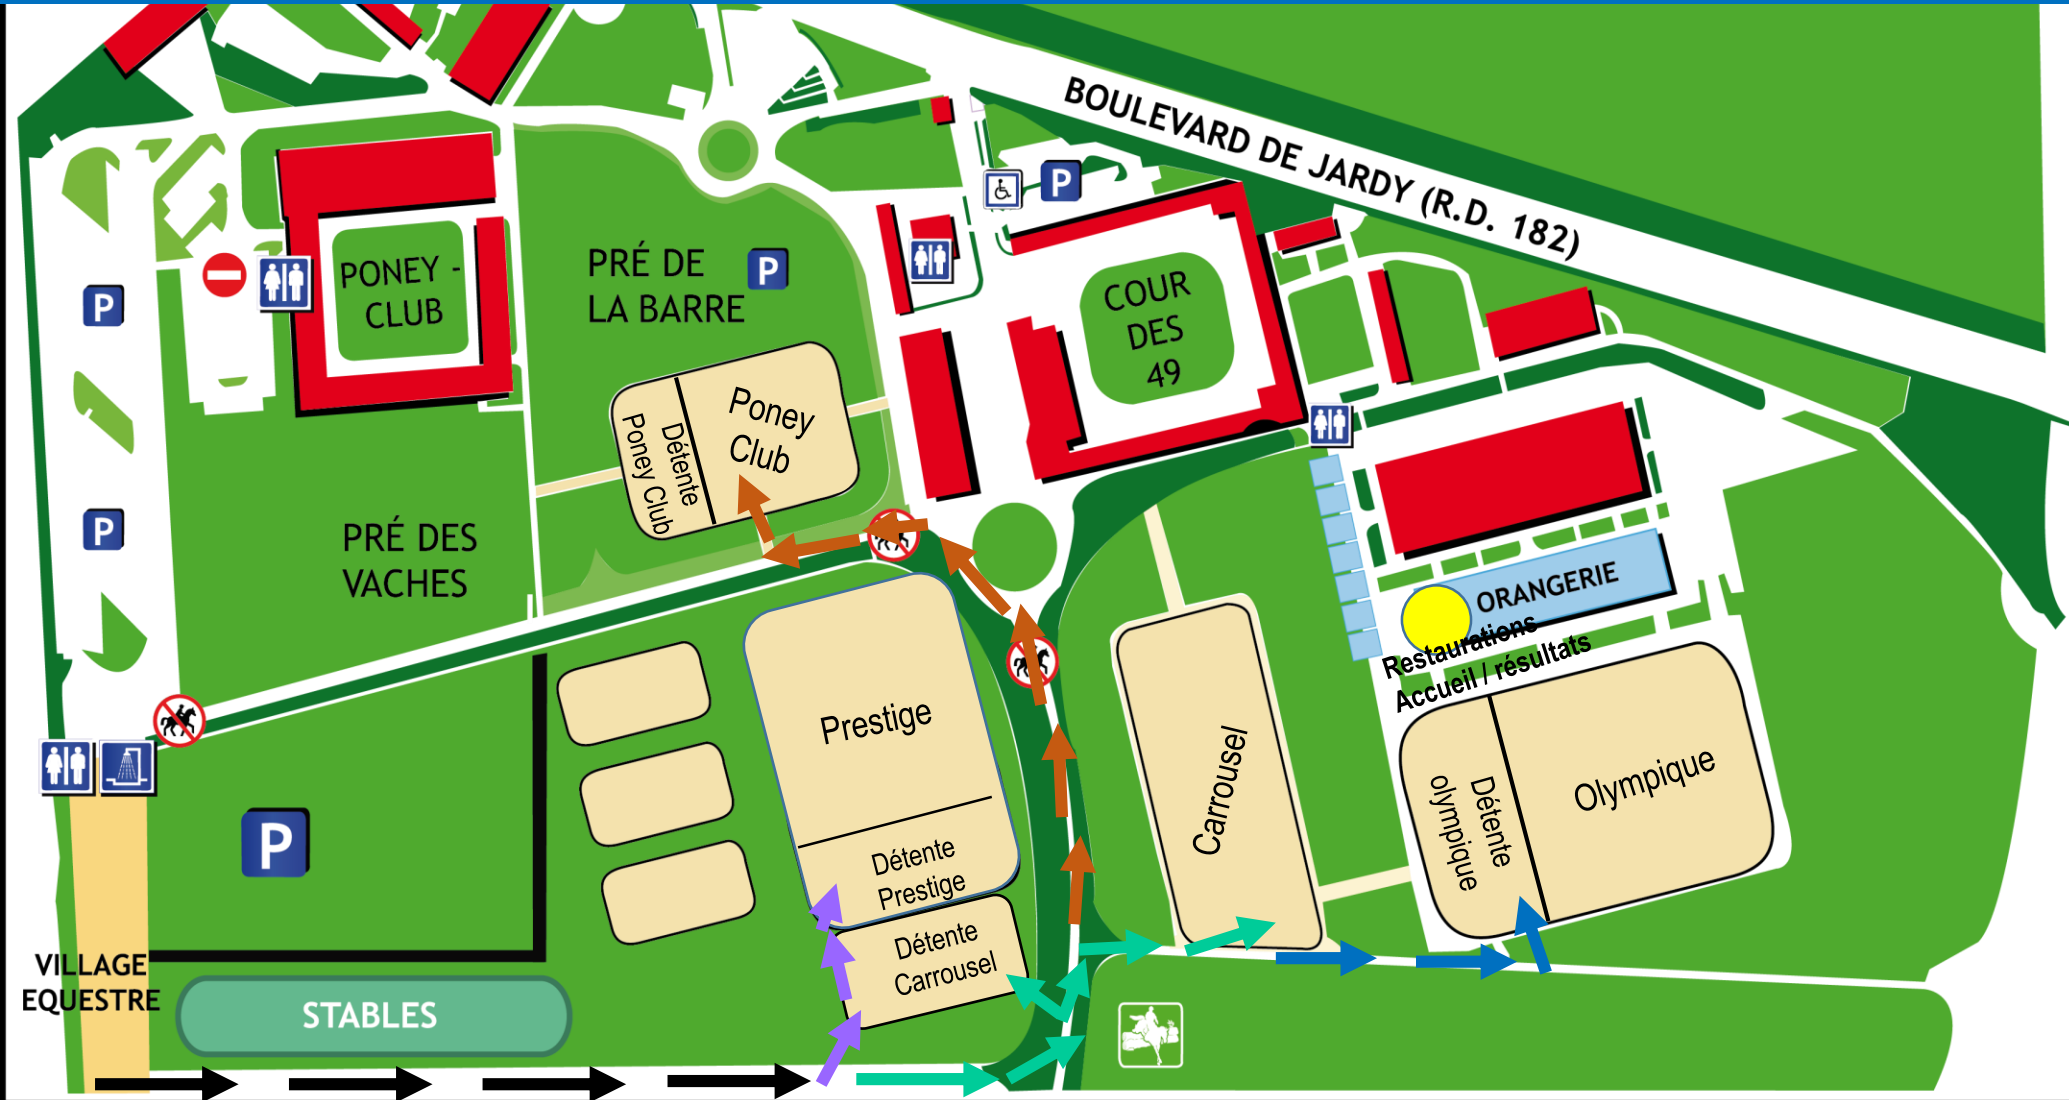 BOULEVARD DE JARDY (R.D. 182)
P
PONEY -
CLUB
PRÉ DE
LA BARRE
P
COUR
DES
49
P
P
Poney
Club
Détente
Poney Club
PRÉ DES
VACHES
ORANGERIE
Restaurations
Accueil / résultats
Prestige
Détente
Prestige
Carrousel
Détente
olympique
Olympique
P
Détente
Carrousel
VILLAGE
EQUESTRE
STABLES